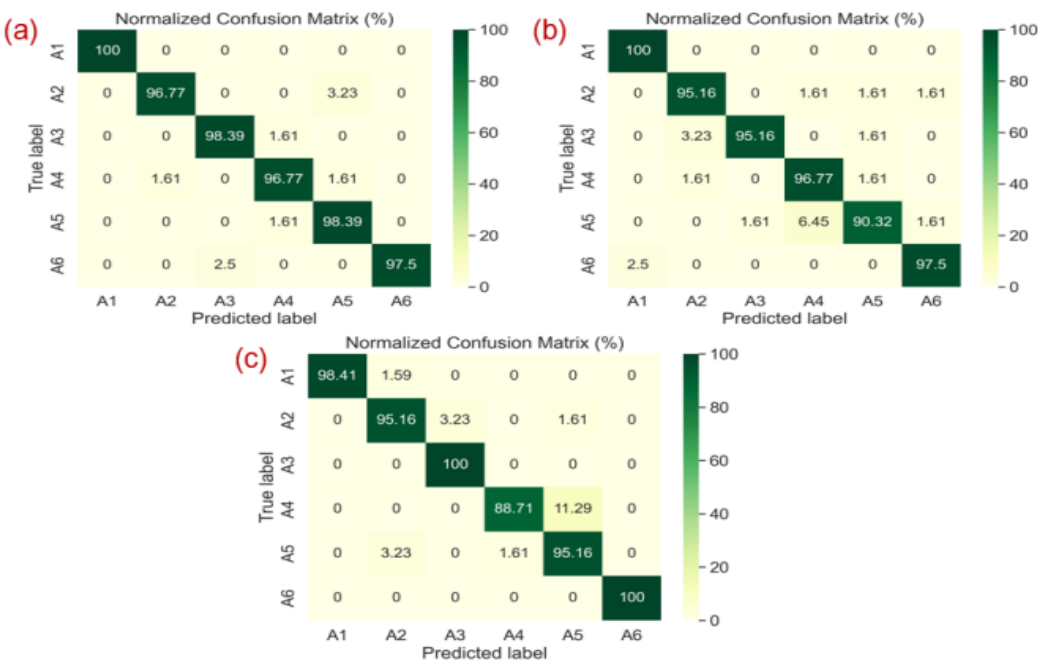 (a)
Normalized Confusion Matrix (%)
True label
A1 100 0 0 0 0 0
A2 0 96.77 0 0 3.23 0
A3 0 0 98.39 1.61 0 0
A4 0 1.61 0 96.77 1.61 0
A5 0 0 0 1.61 98.39 0
A6 0 0 2.5 0 0 97.5
A1 A2 A3 A4 A5 A6
Predicted label
100
80
60
40
20
0
(b)
Normalized Confusion Matrix (%)
True label
A1 100 0 0 0 0 0
A2 0 95.16 0 1.61 1.61 1.61
A3 0 3.23 95.16 0 1.61 0
A4 0 1.61 0 96.77 1.61 0
A5 0 0 1.61 6.45 90.32 1.61
A6 2.5 0 0 0 0 97.5
A1 A2 A3 A4 A5 A6
Predicted label
100
80
60
40
20
0
(c)
Normalized Confusion Matrix (%)
True label
A1 98.41 1.59 0 0 0 0
A2 0 95.16 3.23 0 1.61 0
A3 0 0 100 0 0 0
A4 0 0 0 88.71 11.29 0
A5 0 3.23 0 1.61 95.16 0
A6 0 0 0 0 0 100
A1 A2 A3 A4 A5 A6
Predicted label
100
80
60
40
20
0